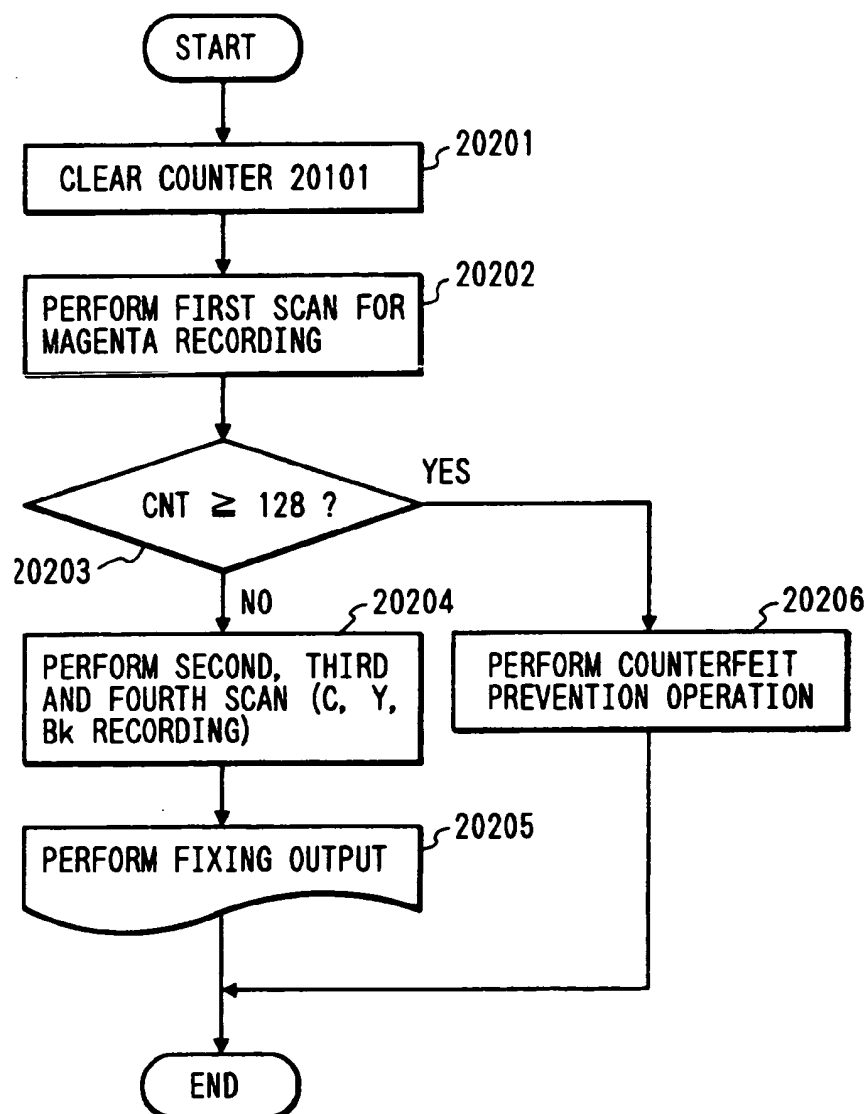 START
20201
CLEAR COUNTER 20101
20202
PERFORM FIRST SCAN FOR
MAGENTA RECORDING
YES
CNT ≧ 128 ?
20203
NO
20204
20206
PERFORM SECOND, THIRD
AND FOURTH SCAN (C, Y,
Bk RECORDING)
PERFORM COUNTERFEIT
PREVENTION OPERATION
20205
PERFORM FIXING OUTPUT
END